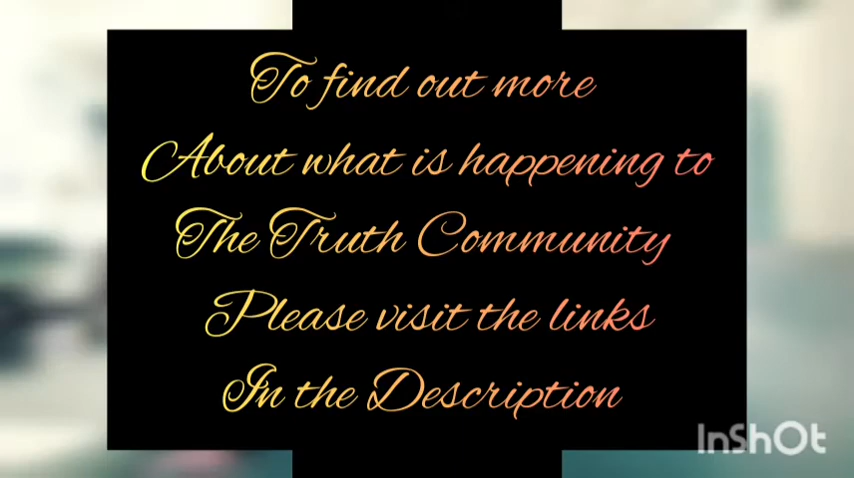 To find out more
About what is happening to
The Truth Community
Please visit the links
In the Description
InShOt